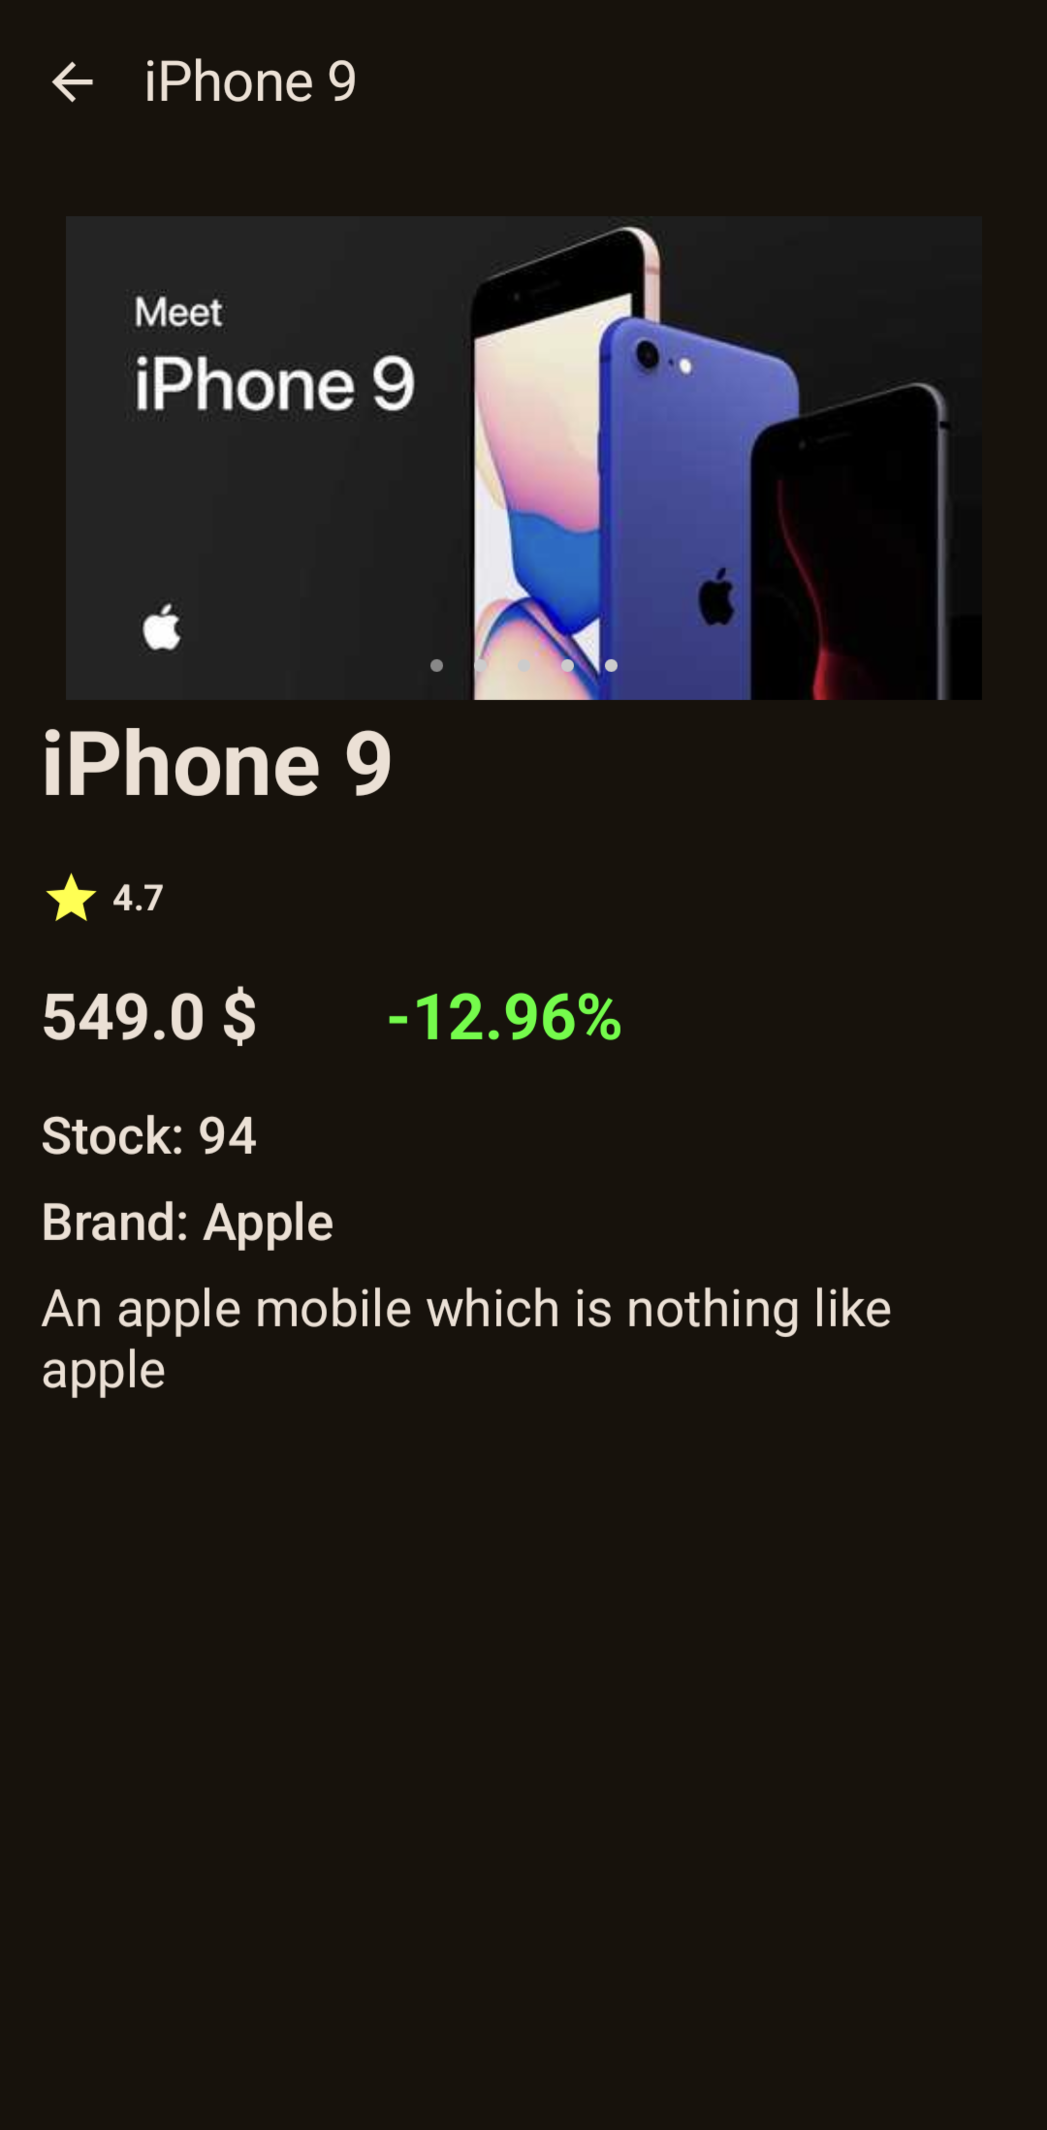 iPhone 9
Meet
iPhone 9
iPhone 9
4.7
549.0 $ -12.96%
Stock: 94
Brand: Apple
An apple mobile which is nothing like
apple